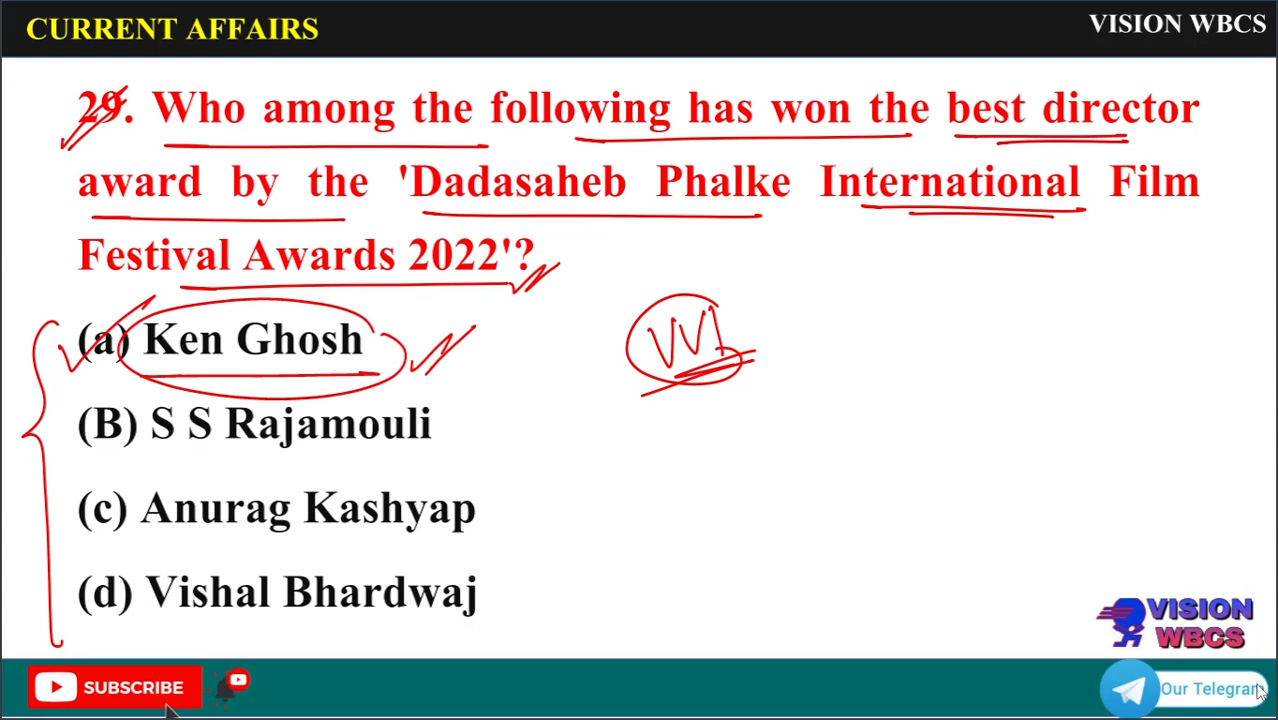 CURRENT AFFAIRS
VISION WBCS
29. Who among the following has won the best director
award by the 'Dadasaheb Phalke International Film
Festival Awards 2022'?
(a) Ken Ghosh
VVI
(B) S S Rajamouli
(c) Anurag Kashyap
(d) Vishal Bhardwaj
VISION
WBCS
SUBSCRIBE
Our Telegram